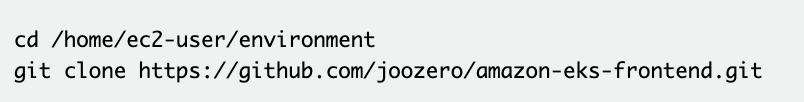 cd /home/ec2-user/environment
git clone https://github.com/joozero/amazon-eks-frontend.git